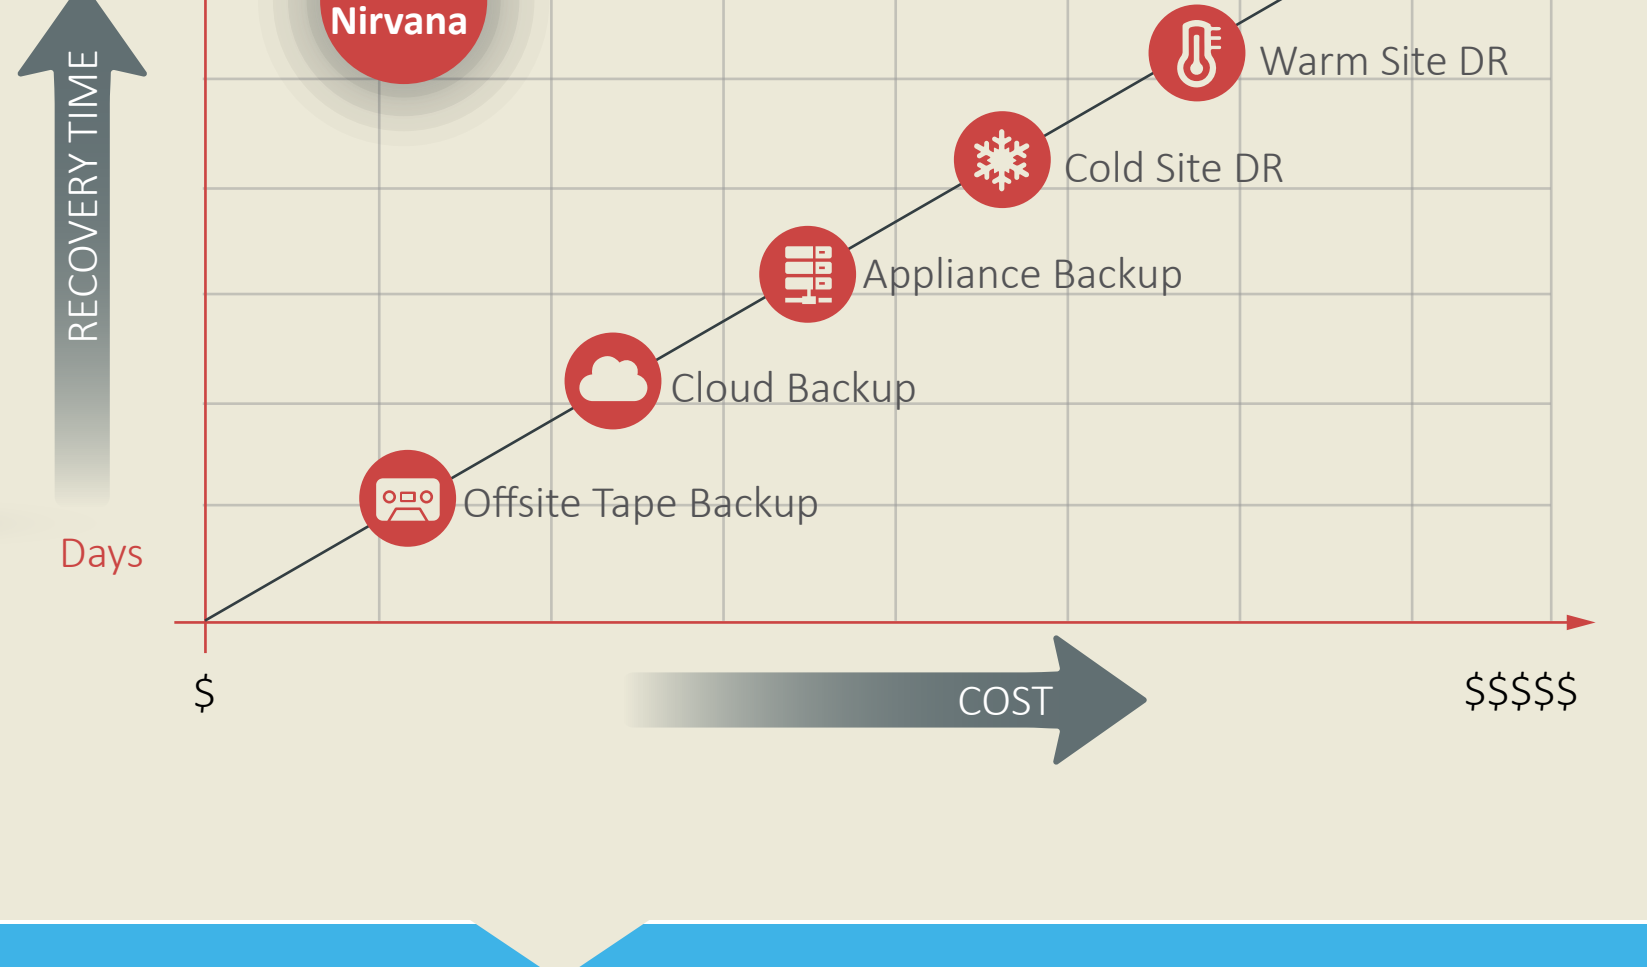 Nirvana
Warm Site DR
Cold Site DR
Appliance Backup
Cloud Backup
Offsite Tape Backup
RECOVERY TIME
Days
$
$$$$$
COST